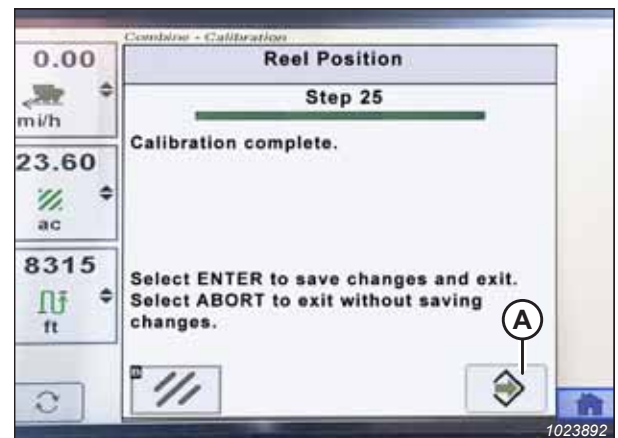 Combine - Calibration
0.00
mi/h
23.60
ac
8315
ft
Reel Position
Step 25
Calibration complete.
Select ENTER to save changes and exit.
Select ABORT to exit without saving
changes.
A
1023892